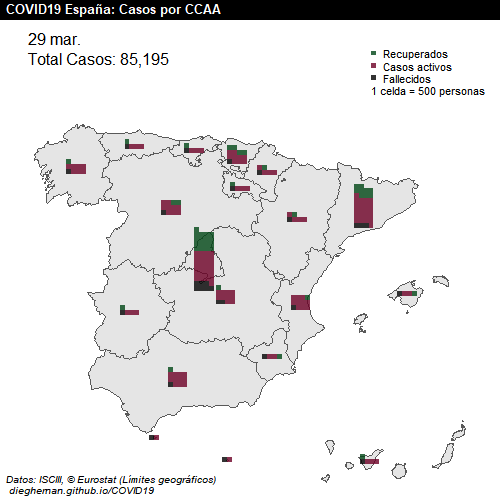 COVID19 España: Casos por CCAA
29 mar.
Total Casos: 85,195
Recuperados
Casos activos
Fallecidos
1 celda = 500 personas
Datos: ISCIII, © Eurostat (Límites geográficos)
diegheman.github.io/COVID19